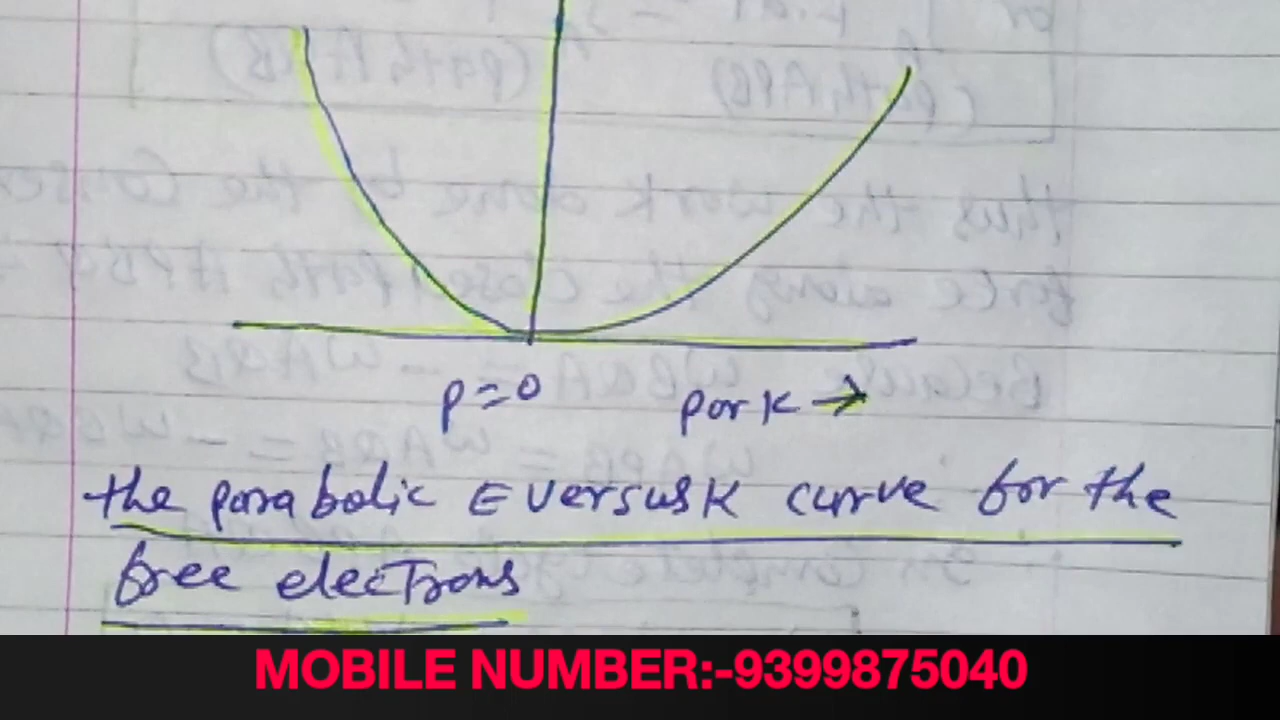 p=0
p or k →
the parabolic E versus K curve for the
free electrons
MOBILE NUMBER:-9399875040